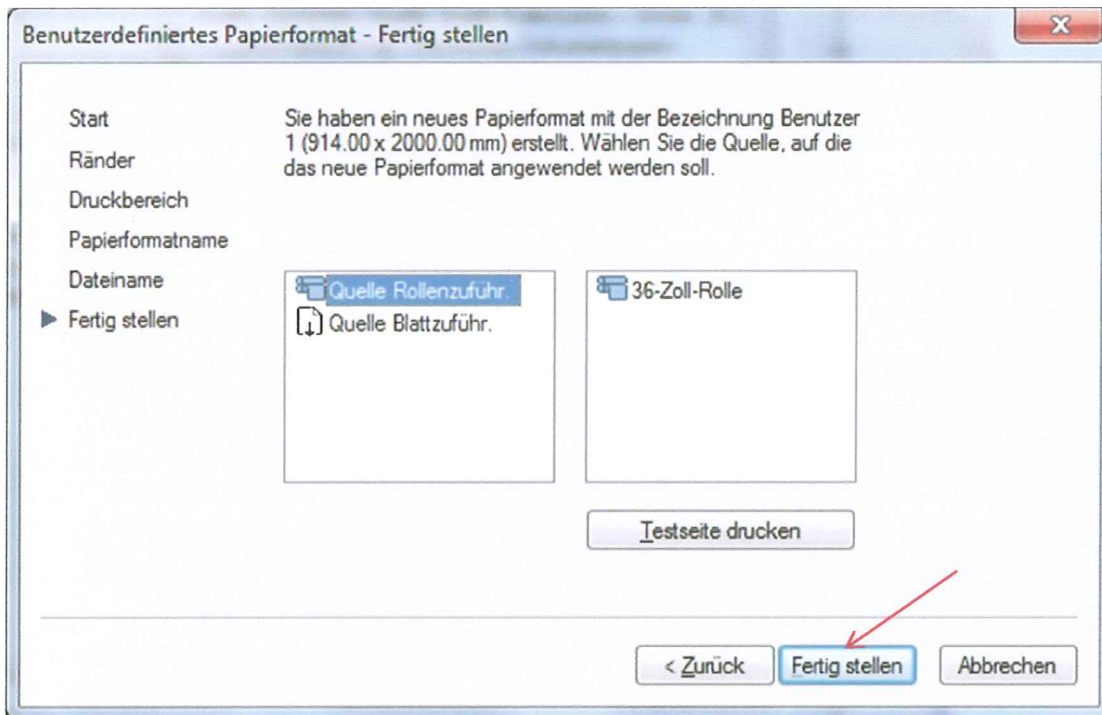 Benutzerdefiniertes Papierformat - Fertig stellen
Start
Ränder
Druckbereich
Papierformatname
Dateiname
Fertig stellen
Sie haben ein neues Papierformat mit der Bezeichnung Benutzer
1 (914.00 x 2000.00 mm) erstellt. Wählen Sie die Quelle, auf die
das neue Papierformat angewendet werden soll.
Quelle Rollenzuführ.
Quelle Blattzuführ.
36-Zoll-Rolle
Testseite drucken
< Zurück
Fertig stellen
Abbrechen